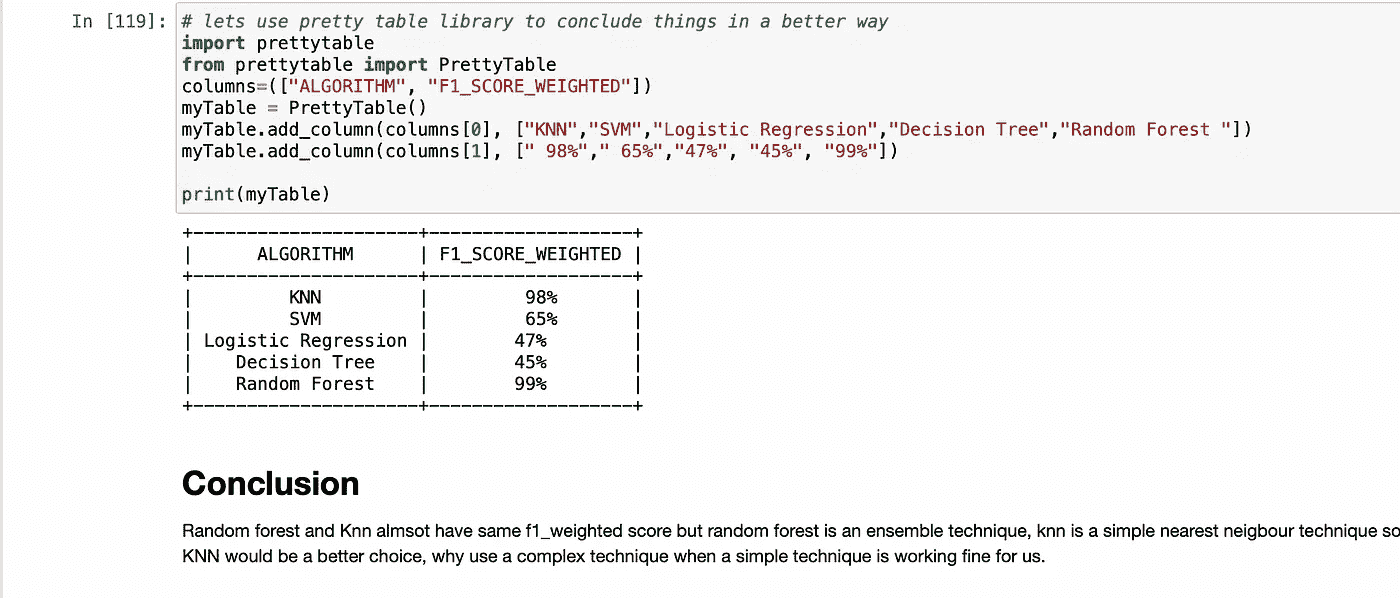 In [119]: # lets use pretty table library to conclude things in a better way
import prettytable
from prettytable import PrettyTable
columns=(["ALGORITHM", "F1_SCORE_WEIGHTED"])
myTable = PrettyTable()
myTable.add_column(columns[0], ["KNN","SVM","Logistic Regression","Decision Tree","Random Forest "])
myTable.add_column(columns[1], [" 98%"," 65%","47%", "45%", "99%"])
print(myTable)
+---------------------+-------------------+
|      ALGORITHM      | F1_SCORE_WEIGHTED |
+---------------------+-------------------+
|         KNN         |         98%       |
|         SVM         |         65%       |
| Logistic Regression |        47%        |
|    Decision Tree    |        45%        |
|    Random Forest    |        99%        |
+---------------------+-------------------+
Conclusion
Random forest and Knn almsot have same f1_weighted score but random forest is an ensemble technique, knn is a simple nearest neigbour technique so
KNN would be a better choice, why use a complex technique when a simple technique is working fine for us.